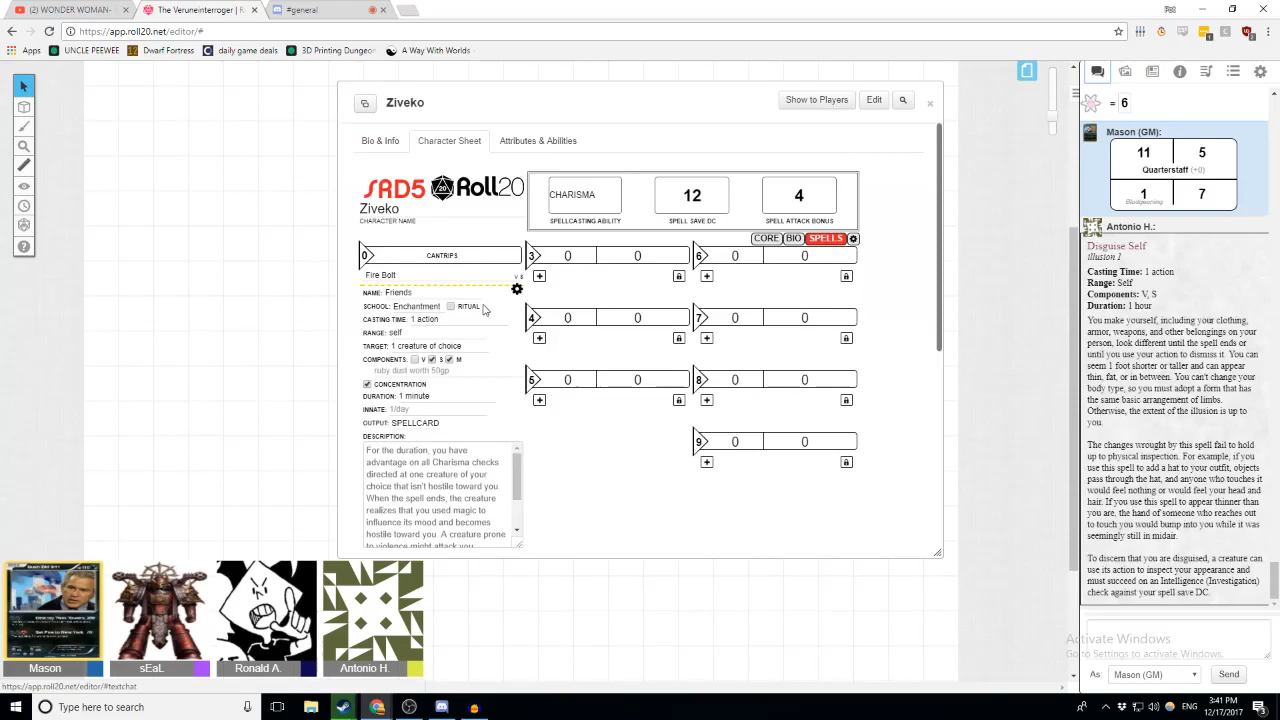 (2) WONDER WOMAN-
The Veruneinterroger | R
#general
https://app.roll20.net/editor/#
Apps
UNCLE PEEWEE
Dwarf Fortress
daily game deals
3D Printing Dungeon
A Way With Worlds
Ziveko
Show to Players
Edit
Bio & Info
Character Sheet
Attributes & Abilities
SRD5 Roll20
Ziveko
CHARACTER NAME
CHARISMA
12
4
SPELLCASTING ABILITY
SPELL SAVE DC
SPELL ATTACK BONUS
CORE BIO SPELLS
0 CANTRIPS
Fire Bolt
V S
NAME: Friends
SCHOOL: Enchantment RITUAL
CASTING TIME: 1 action
RANGE: self
TARGET: 1 creature of choice
COMPONENTS: V S M
ruby dust worth 50gp
CONCENTRATION
DURATION: 1 minute
INNATE: 1/day
OUTPUT: SPELLCARD
DESCRIPTION:
For the duration, you have
advantage on all Charisma checks
directed at one creature of your
choice that isn't hostile toward you.
When the spell ends, the creature
realizes that you used magic to
influence its mood and becomes
hostile toward you. A creature prone
to violence might attack you
3 0 0
4 0 0
5 0 0
6 0 0
7 0 0
8 0 0
9 0 0
= 6
Mason (GM):
11 5
Quarterstaff (+0)
1 7
Bludgeoning
Antonio H.:
Disguise Self
Illusion 1
Casting Time: 1 action
Range: Self
Components: V, S
Duration: 1 hour
You make yourself, including your clothing,
armor, weapons, and other belongings on your
person, look different until the spell ends or
until you use your action to dismiss it. You can
seem 1 foot shorter or taller and can appear
thin, fat, or in between. You can't change your
body type, so you must adopt a form that has
the same basic arrangement of limbs.
Otherwise, the extent of the illusion is up to
you.
The changes wrought by this spell fail to hold
up to physical inspection. For example, if you
use this spell to add a hat to your outfit, objects
pass through the hat, and anyone who touches it
would feel nothing or would feel your head and
hair. If you use this spell to appear thinner than
you are, the hand of someone who reaches out
to touch you would bump into you while it was
seemingly still in midair.
To discern that you are disguised, a creature can
use its action to inspect your appearance and
must succeed on an Intelligence (Investigation)
check against your spell save DC.
Activate Windows
Go to Settings to activate Windows.
As: Mason (GM)
Send
Mason
sEaL
Ronald A.
Antonio H.
https://app.roll20.net/editor/#textchat
Type here to search
3:41 PM
12/17/2017